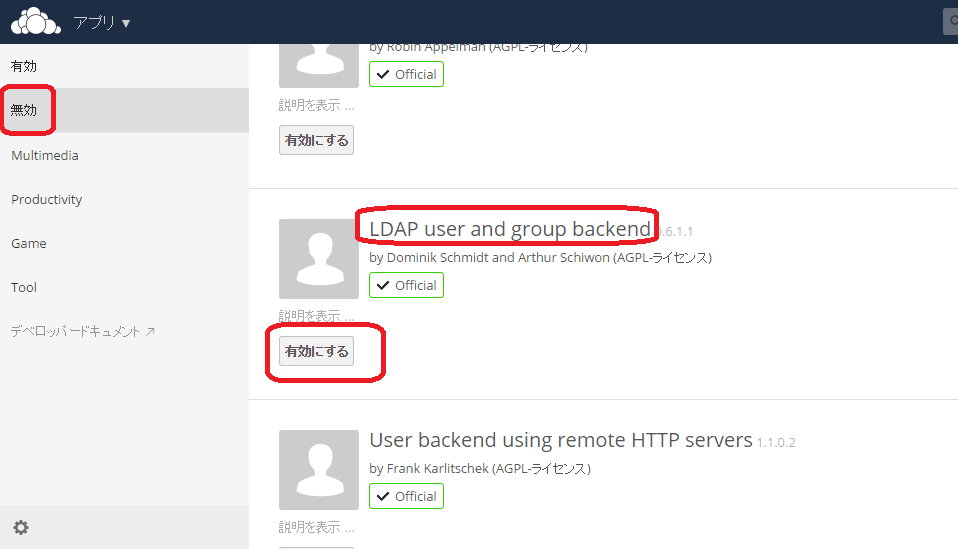 アプリ ▼
有効
無効
Multimedia
Productivity
Game
Tool
デベロッパードキュメント ↗
by Robin Appelman (AGPL-ライセンス)
✓ Official
説明を表示 ...
有効にする
LDAP user and group backend 0.6.1.1
by Dominik Schmidt and Arthur Schiwon (AGPL-ライセンス)
✓ Official
説明を表示 ...
有効にする
User backend using remote HTTP servers 1.1.0.2
by Frank Karlitschek (AGPL-ライセンス)
✓ Official
説明を表示 ...